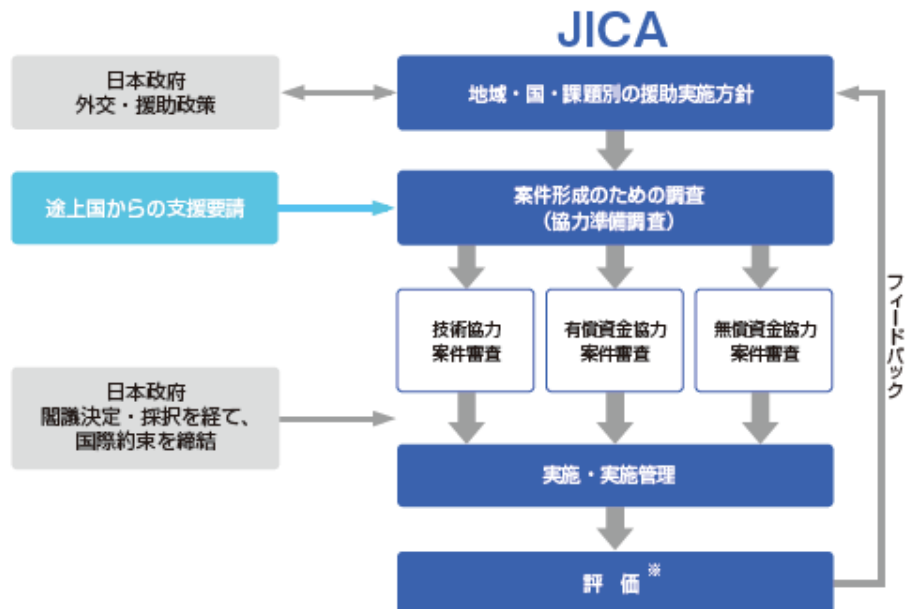 JICA
日本政府
外交・援助政策
地域・国・課題別の援助実施方針
途上国からの支援要請
案件形成のための調査
（協力準備調査）
技術協力
案件審査
有償資金協力
案件審査
無償資金協力
案件審査
フィードバック
日本政府
閣議決定・採択を経て、
国際約束を締結
実施・実施管理
評 価※